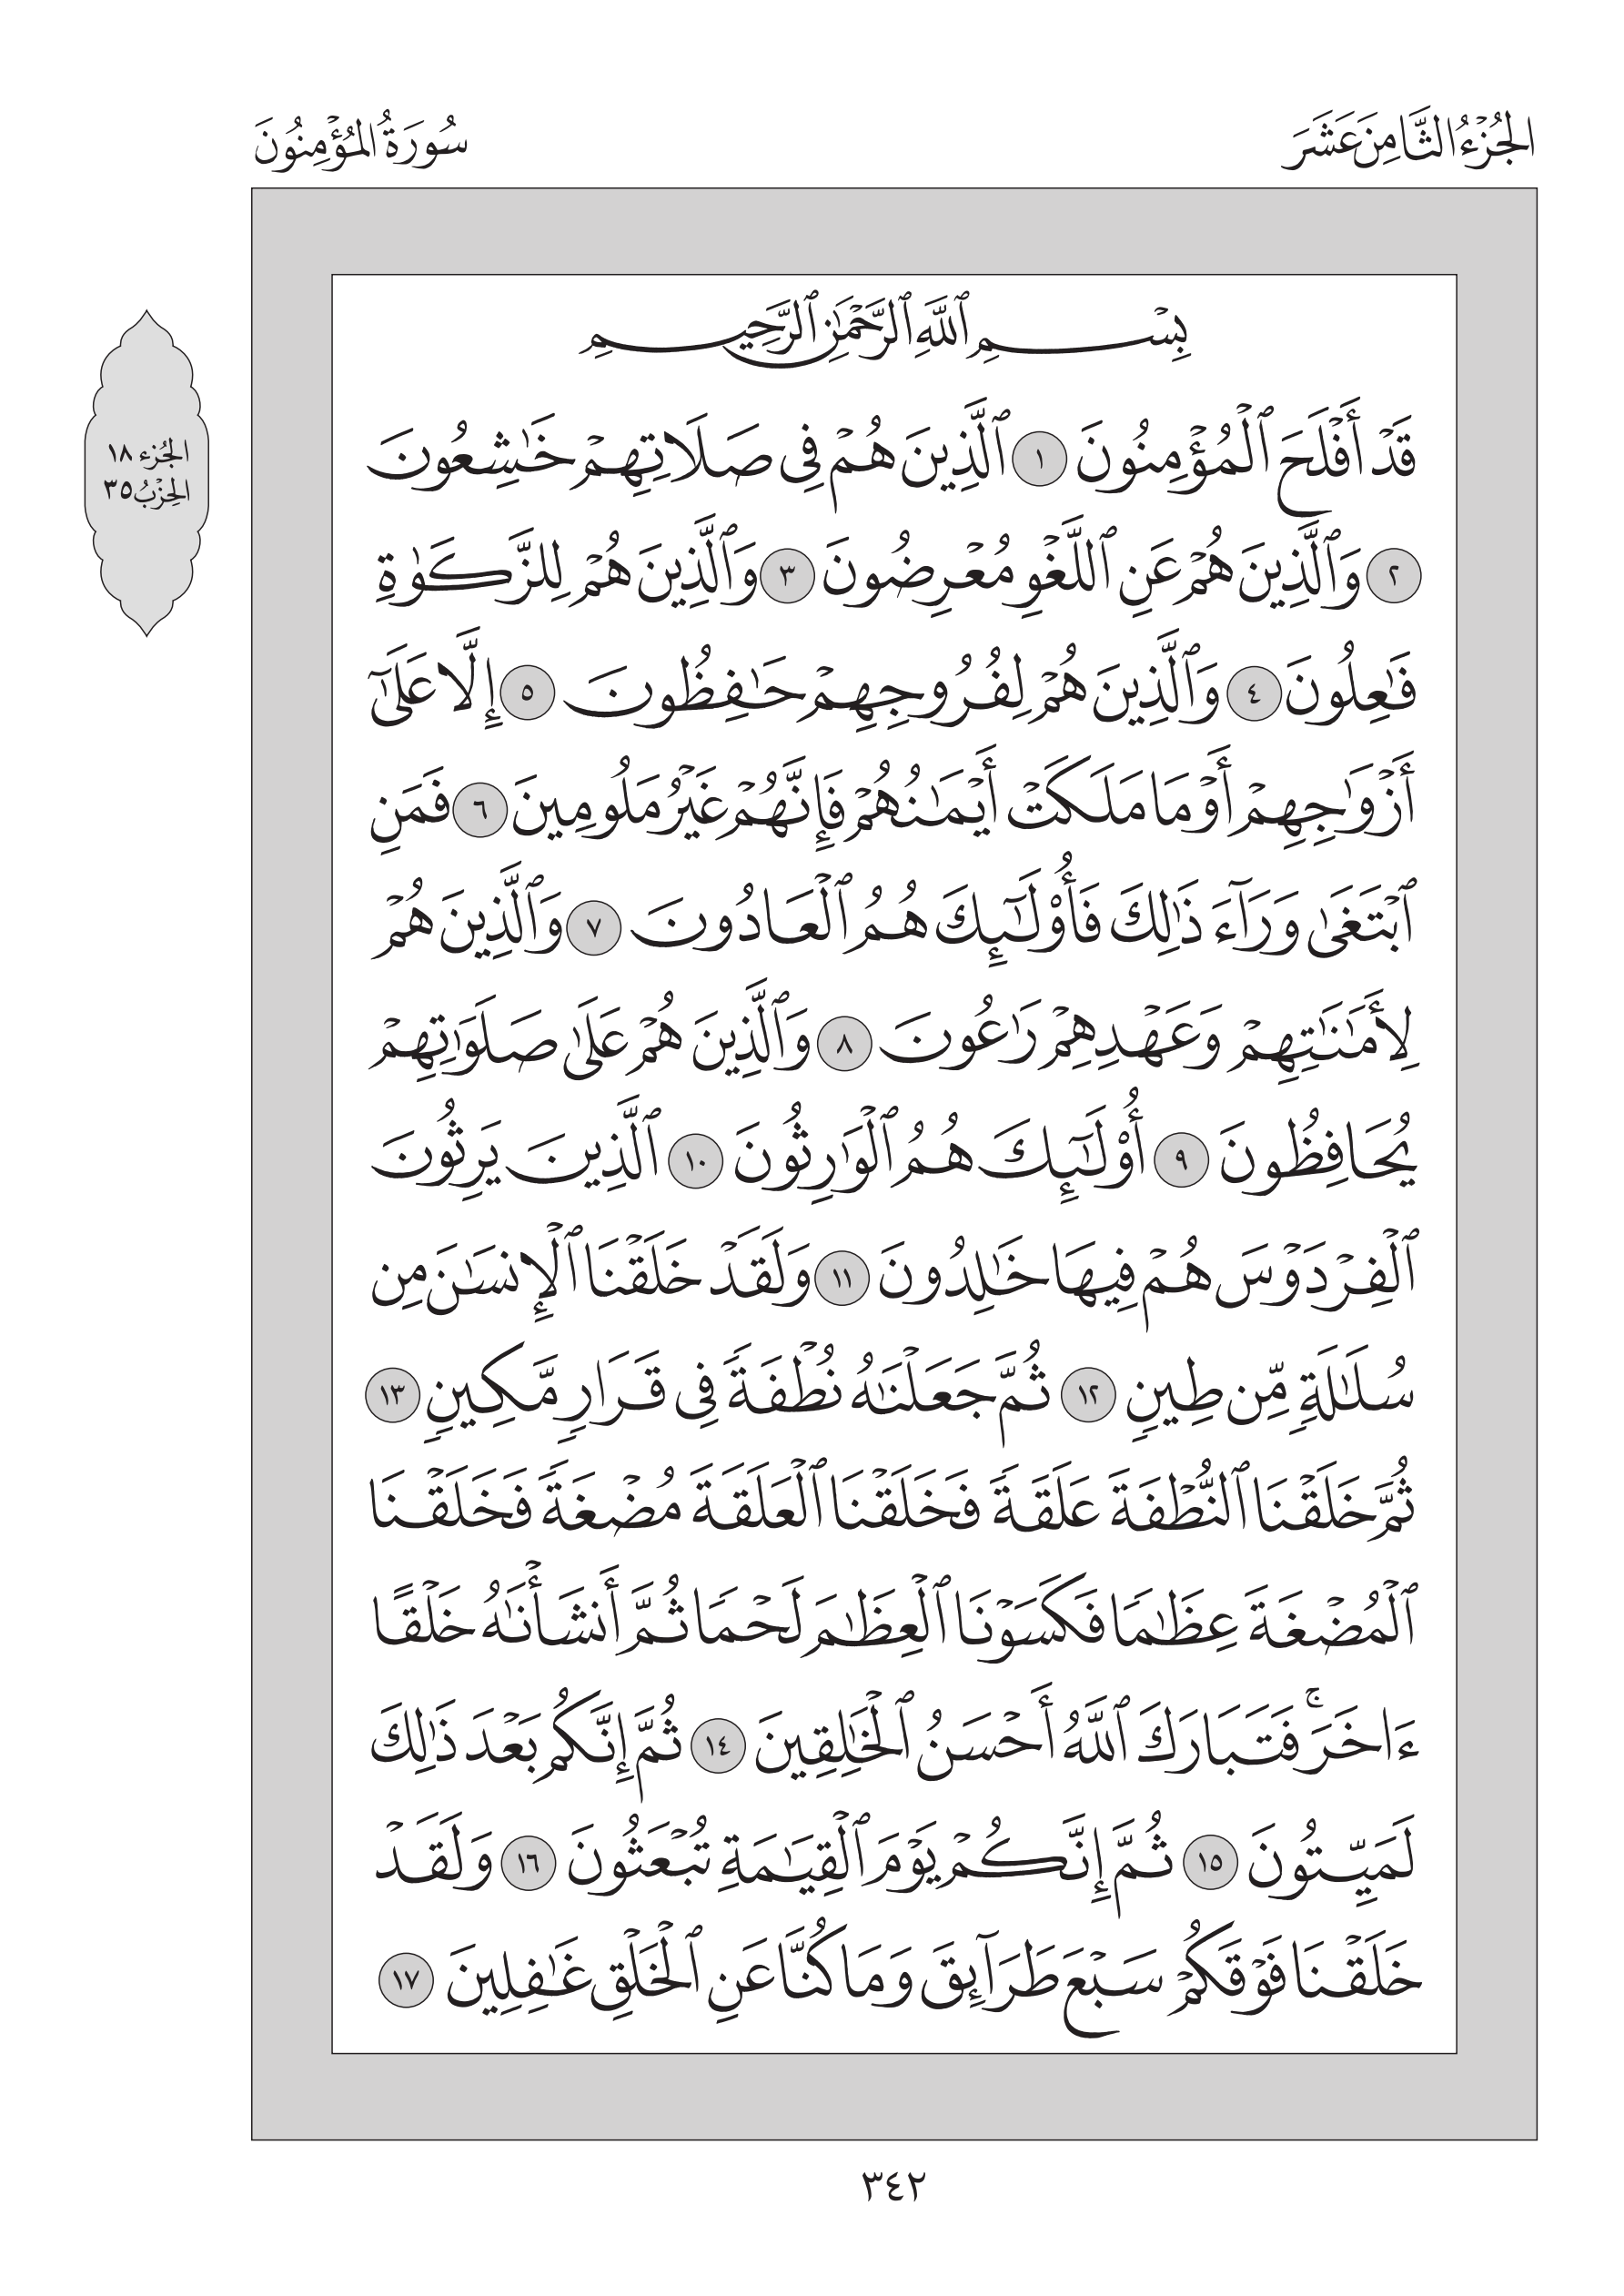 الجُزْءُ الثَّامِنَ عَشَرَ
سُورَةُ المُؤْمِنُونَ
الجُزء ١٨
الحِزْبُ ٣٥
بِسْمِ ٱللَّهِ ٱلرَّحْمَٰنِ ٱلرَّحِيمِ
قَدْ أَفْلَحَ ٱلْمُؤْمِنُونَ ١ ٱلَّذِينَ هُمْ فِى صَلَاتِهِمْ خَٰشِعُونَ
٢ وَٱلَّذِينَ هُمْ عَنِ ٱللَّغْوِ مُعْرِضُونَ ٣ وَٱلَّذِينَ هُمْ لِلزَّكَوٰةِ
فَٰعِلُونَ ٤ وَٱلَّذِينَ هُمْ لِفُرُوجِهِمْ حَٰفِظُونَ ٥ إِلَّا عَلَىٰٓ
أَزْوَٰجِهِمْ أَوْ مَا مَلَكَتْ أَيْمَٰنُهُمْ فَإِنَّهُمْ غَيْرُ مَلُومِينَ ٦ فَمَنِ
ٱبْتَغَىٰ وَرَآءَ ذَٰلِكَ فَأُو۟لَٰٓئِكَ هُمُ ٱلْعَادُونَ ٧ وَٱلَّذِينَ هُمْ
لِأَمَٰنَٰتِهِمْ وَعَهْدِهِمْ رَٰعُونَ ٨ وَٱلَّذِينَ هُمْ عَلَىٰ صَلَوَٰتِهِمْ
يُحَافِظُونَ ٩ أُو۟لَٰٓئِكَ هُمُ ٱلْوَٰرِثُونَ ١٠ ٱلَّذِينَ يَرِثُونَ
ٱلْفِرْدَوْسَ هُمْ فِيهَا خَٰلِدُونَ ١١ وَلَقَدْ خَلَقْنَا ٱلْإِنسَٰنَ مِن
سُلَٰلَةٍ مِّن طِينٍ ١٢ ثُمَّ جَعَلْنَٰهُ نُطْفَةً فِى قَرَارٍ مَّكِينٍ ١٣
ثُمَّ خَلَقْنَا ٱلنُّطْفَةَ عَلَقَةً فَخَلَقْنَا ٱلْعَلَقَةَ مُضْغَةً فَخَلَقْنَا
ٱلْمُضْغَةَ عِظَٰمًا فَكَسَوْنَا ٱلْعِظَٰمَ لَحْمًا ثُمَّ أَنشَأْنَٰهُ خَلْقًا
ءَاخَرَ ۚ فَتَبَارَكَ ٱللَّهُ أَحْسَنُ ٱلْخَٰلِقِينَ ١٤ ثُمَّ إِنَّكُم بَعْدَ ذَٰلِكَ
لَمَيِّتُونَ ١٥ ثُمَّ إِنَّكُمْ يَوْمَ ٱلْقِيَٰمَةِ تُبْعَثُونَ ١٦ وَلَقَدْ
خَلَقْنَا فَوْقَكُمْ سَبْعَ طَرَآئِقَ وَمَا كُنَّا عَنِ ٱلْخَلْقِ غَٰفِلِينَ ١٧
٣٤٢